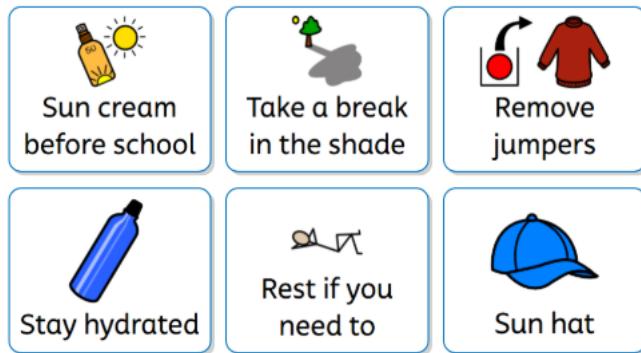 Sun cream
before school
Take a break
in the shade
Remove
jumpers
Stay hydrated
Rest if you
need to
Sun hat